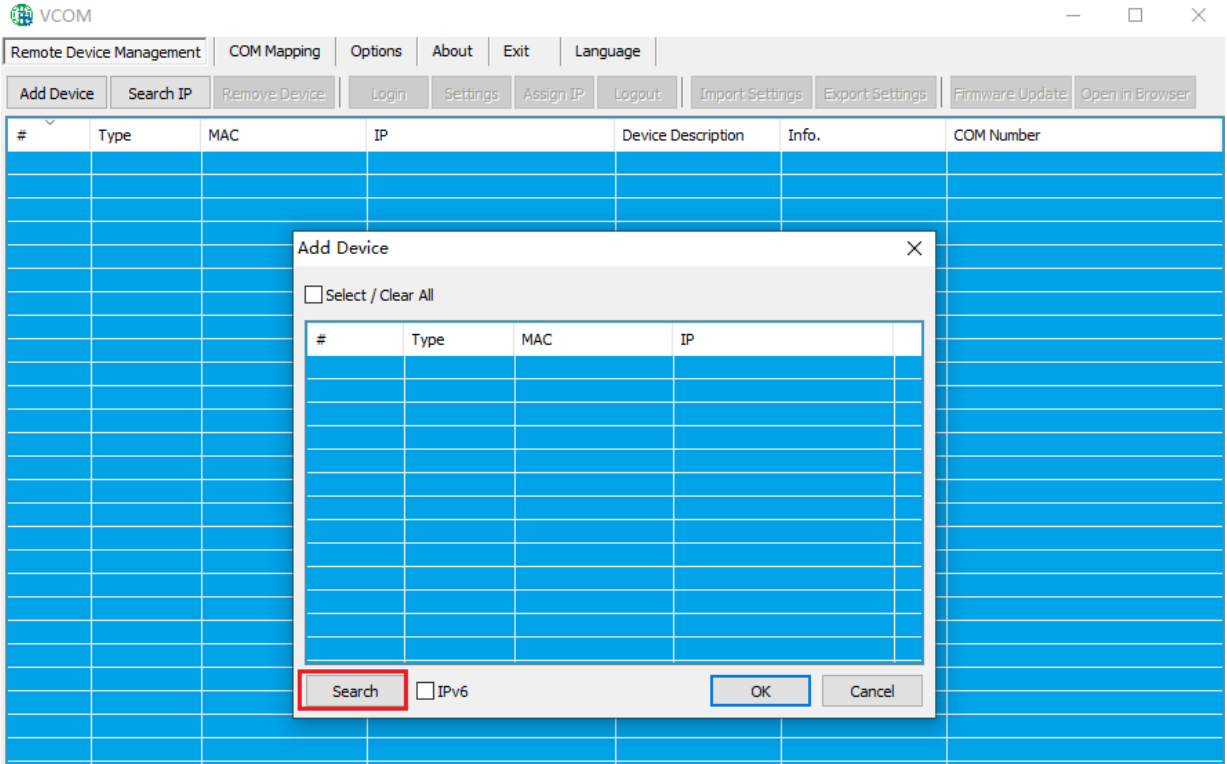 VCOM
Remote Device Management COM Mapping Options About Exit Language
Add Device Search IP Remove Device Login Settings Assign IP Logout Import Settings Export Settings Firmware Update Open in Browser
# Type MAC IP Device Description Info. COM Number
Add Device
Select / Clear All
# Type MAC IP
Search IPv6 OK Cancel